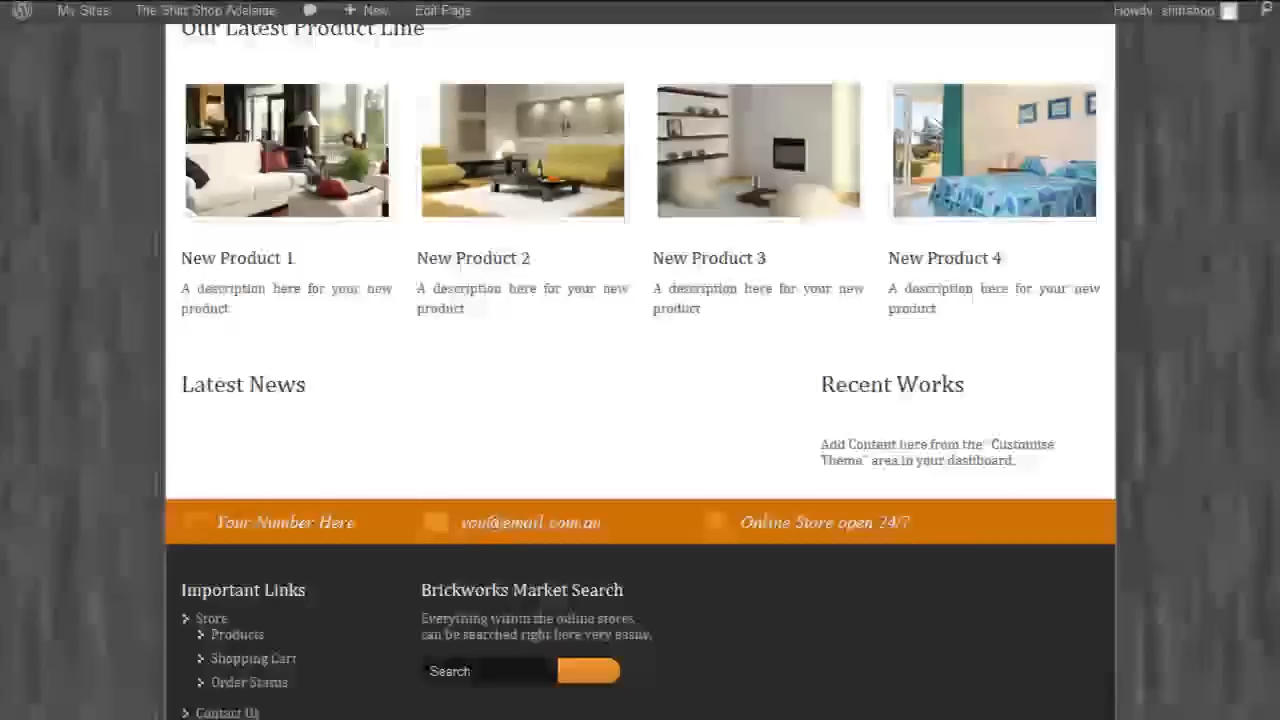 My Sites The Shirt Shop Adelaide New Edit Page Howdy, shirtshop
Our Latest Product Line
New Product 1 New Product 2 New Product 3 New Product 4
A description here for your new A description here for your new A description here for your new A description here for your new
product product product product
Latest News Recent Works
Add Content here from the "Customise
Theme" area in your dashboard.
Your Number Here you@email.com.au Online Store open 24/7
Important Links Brickworks Market Search
Store Everything within the online stores
Products can be searched right here very easily.
Shopping Cart
Search
Order Status
Contact Us